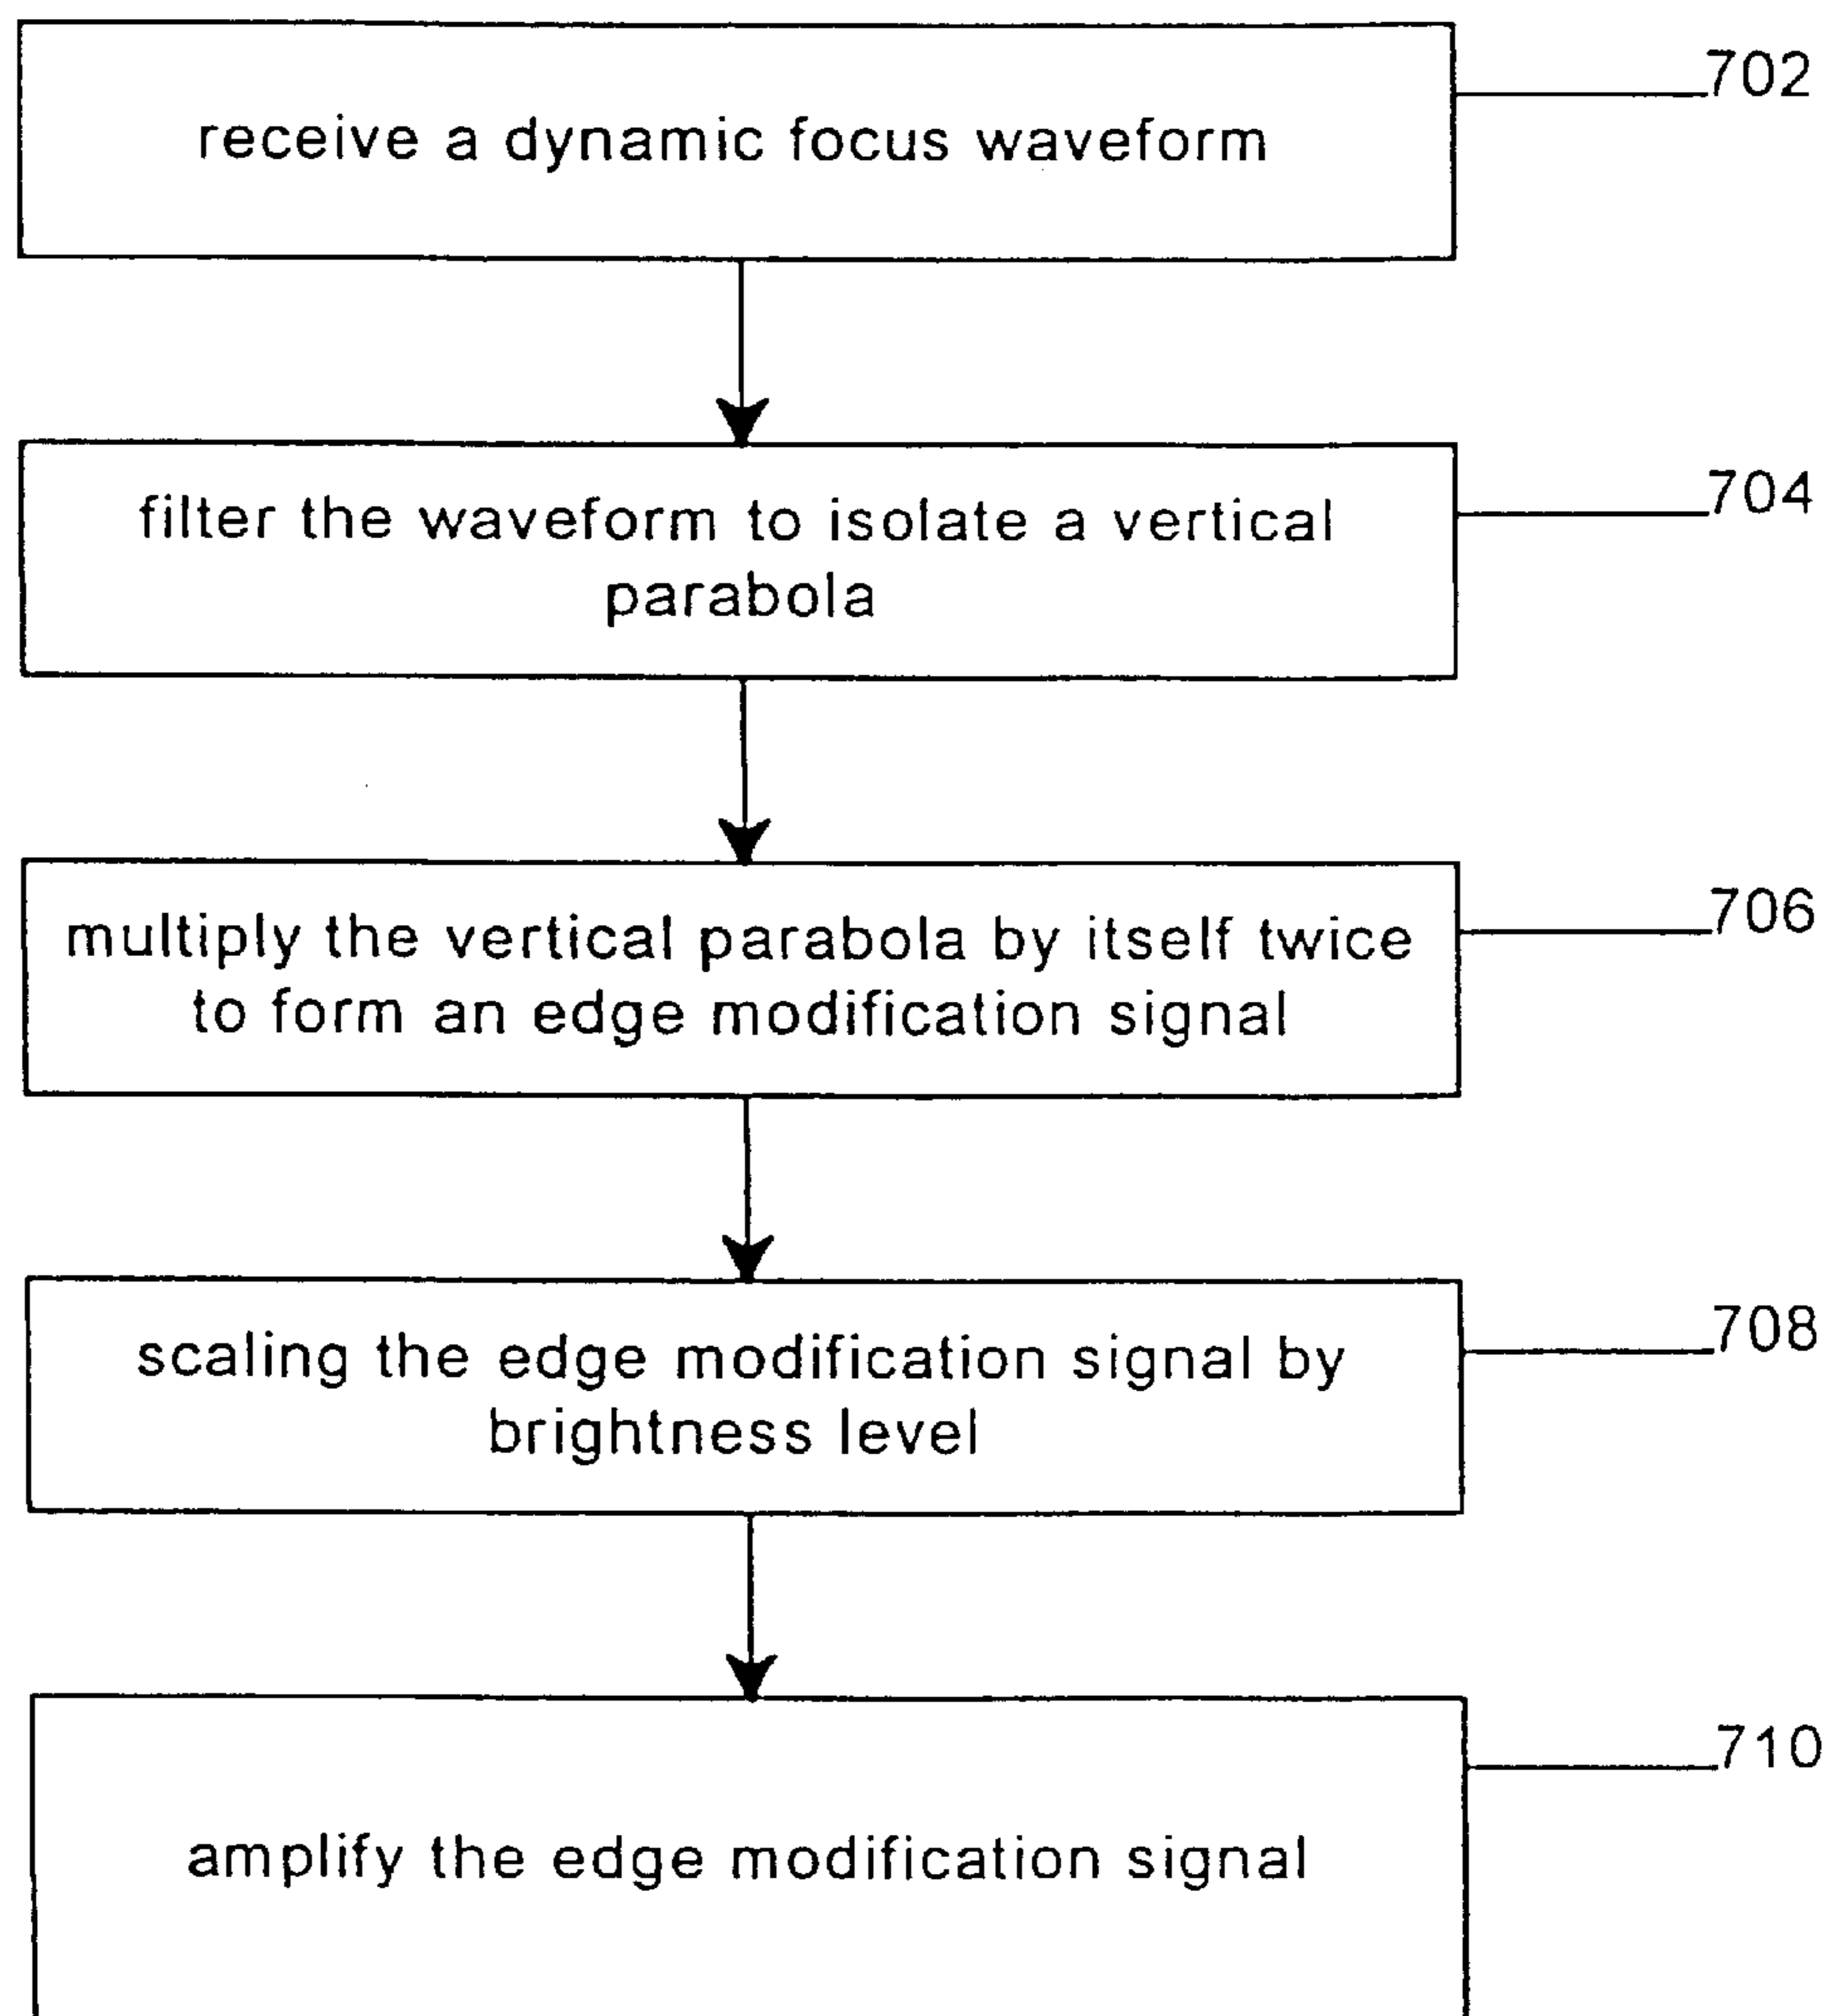 702
receive a dynamic focus waveform
704
filter the waveform to isolate a vertical
parabola
706
multiply the vertical parabola by itself twice
to form an edge modification signal
708
scaling the edge modification signal by
brightness level
710
amplify the edge modification signal